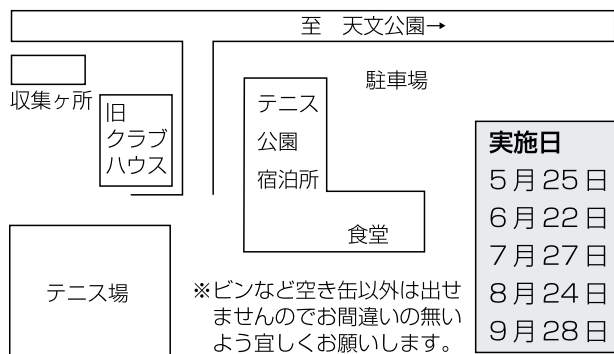 至　天文公園→
収集ヶ所
旧
クラブ
ハウス
テニス
公園
宿泊所
食堂
駐車場
テニス場
※ビンなど空き缶以外は出せ
ませんのでお間違いの無い
よう宜しくお願いします。
実施日
5月25日
6月22日
7月27日
8月24日
9月28日